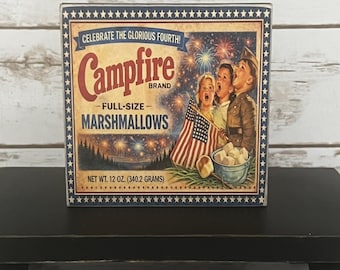 CELEBRATE THE GLORIOUS FOURTH!
Campfire
BRAND
FULL-SIZE
MARSHMALLOWS
NET WT. 12 OZ. (340.2 GRAMS)